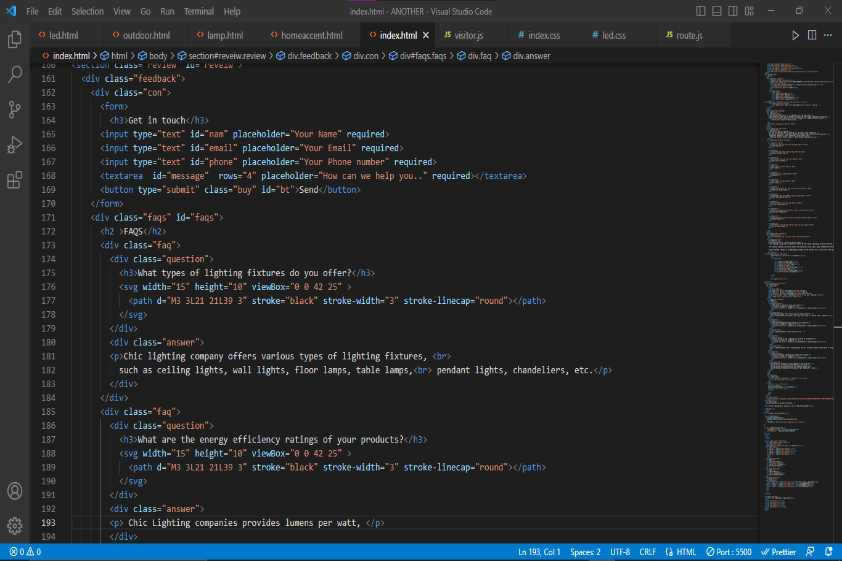 File Edit Selection View Go Run Terminal Help index.html - ANOTHER - Visual Studio Code
led.html outdoor.html lamp.html homeaccent.html index.html visitor.js index.css led.css route.js
index.html > html > body > section#reveiw.review > div.feedback > div.con > div#faqs.faqs > div.faq > div.answer
160 <section class="review" id="reveiw">
161 <div class="feedback">
162 <div class="con">
163 <form>
164 <h3>Get in touch</h3>
165 <input type="text" id="nam" placeholder="Your Name" required>
166 <input type="text" id="email" placeholder="Your Email" required>
167 <input type="text" id="phone" placeholder="Your Phone number" required>
168 <textarea  id="message"  rows="4" placeholder="How can we help you.." required></textarea>
169 <button type="submit" class="buy" id="bt">Send</button>
170 </form>
171 <div class="faqs" id="faqs">
172 <h2 >FAQS</h2>
173 <div class="faq">
174 <div class="question">
175 <h3>What types of lighting fixtures do you offer?</h3>
176 <svg width="15" height="10" viewBox="0 0 42 25" >
177 <path d="M3 3L21 21L39 3" stroke="black" stroke-width="3" stroke-linecap="round"></path>
178 </svg>
179 </div>
180 <div class="answer">
181 <p>Chic lighting company offers various types of lighting fixtures, <br>
182 such as ceiling lights, wall lights, floor lamps, table lamps,<br> pendant lights, chandeliers, etc.</p>
183 </div>
184 </div>
185 <div class="faq">
186 <div class="question">
187 <h3>What are the energy efficiency ratings of your products?</h3>
188 <svg width="15" height="10" viewBox="0 0 42 25" >
189 <path d="M3 3L21 21L39 3" stroke="black" stroke-width="3" stroke-linecap="round"></path>
190 </svg>
191 </div>
192 <div class="answer">
193 <p> Chic Lighting companies provides lumens per watt, </p>
194 </div>
0 0 Ln 193, Col 1 Spaces: 2 UTF-8 CRLF HTML Port : 5500 Prettier